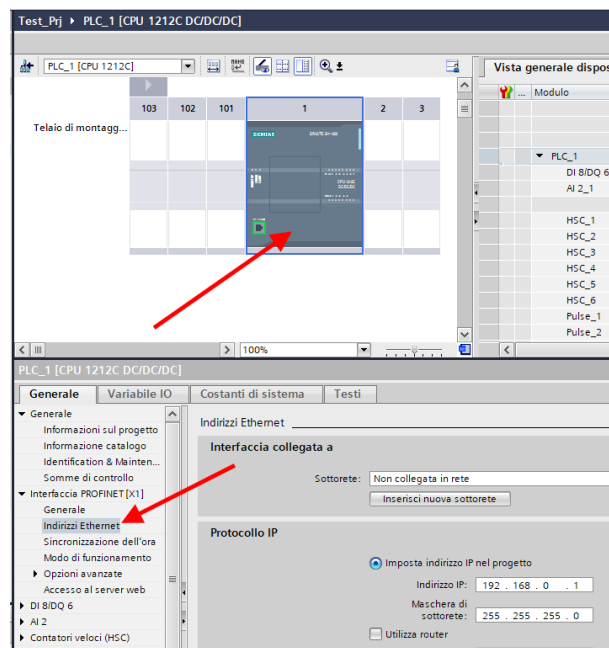 Test_Prj ▸ PLC_1 [CPU 1212C DC/DC/DC]
PLC_1 [CPU 1212C]
Vista generale dispos
... Modulo
103 102 101 1 2 3
Telaio di montagg...
SIEMENS
PLC_1
DI 8/DQ 6
AI 2_1
HSC_1
HSC_2
HSC_3
HSC_4
HSC_5
HSC_6
Pulse_1
Pulse_2
100%
PLC_1 [CPU 1212C DC/DC/DC]
Generale Variabile IO Costanti di sistema Testi
Generale
Informazioni sul progetto
Informazione catalogo
Identification & Mainten...
Somme di controllo
Interfaccia PROFINET [X1]
Generale
Indirizzi Ethernet
Sincronizzazione dell'ora
Modo di funzionamento
Opzioni avanzate
Accesso al server web
DI 8/DQ 6
AI 2
Contatori veloci (HSC)
Indirizzi Ethernet
Interfaccia collegata a
Sottorete: Non collegata in rete
Inserisci nuova sottorete
Protocollo IP
Imposta indirizzo IP nel progetto
Indirizzo IP: 192 . 168 . 0 . 1
Maschera di
sottorete: 255 . 255 . 255 . 0
Utilizza router